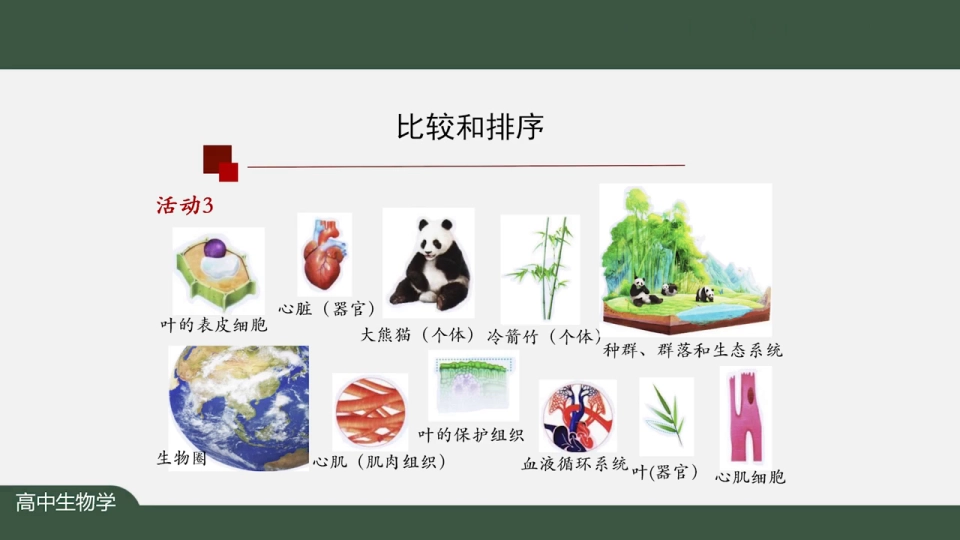 比较和排序
活动3
叶的表皮细胞
心脏（器官）
大熊猫（个体）
冷箭竹（个体）
种群、群落和生态系统
生物圈
心肌（肌肉组织）
叶的保护组织
血液循环系统
叶(器官）
心肌细胞
高中生物学